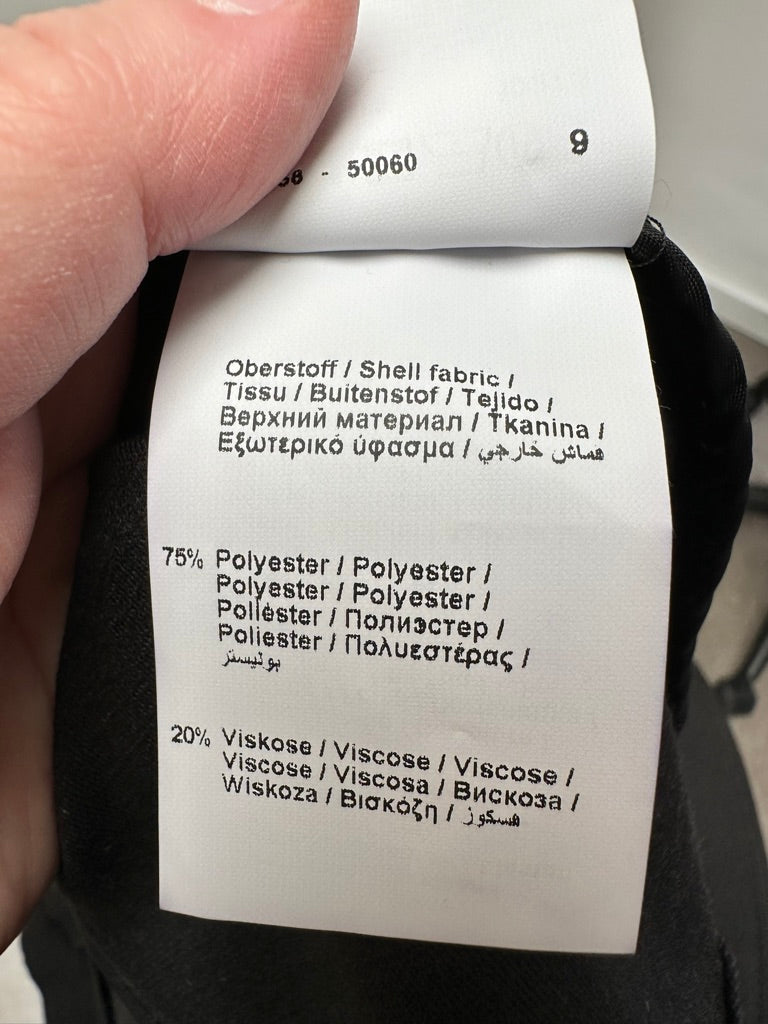 - 50060
9
Oberstoff / Shell fabric /
Tissu / Buitenstof / Tejido /
Верхний материал / Tkanina /
Εξωτερικό ύφασμα / قماش خارجي
75% Polyester / Polyester /
Polyester / Polyester /
Poliéster / Полиэстер /
Poliester / Πολυεστέρας /
بوليستر
20% Viskose / Viscose / Viscose /
Viscose / Viscosa / Вискоза /
Wiskoza / Βισκόζη / فسكوز